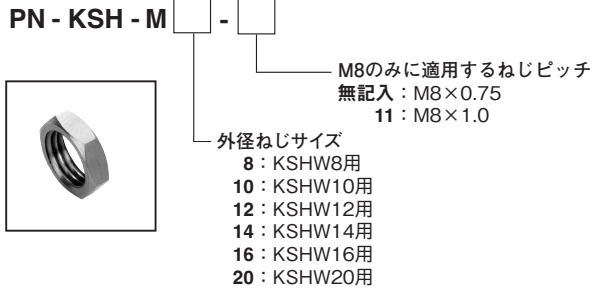 PN - KSH - M -
M8のみに適用するねじピッチ
無記入：M8×0.75
11：M8×1.0
外径ねじサイズ
8：KSHW8用
10：KSHW10用
12：KSHW12用
14：KSHW14用
16：KSHW16用
20：KSHW20用